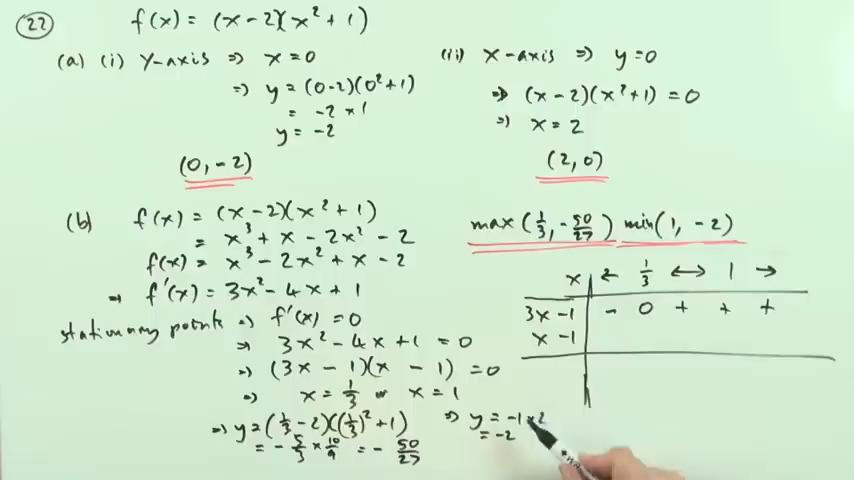 22
f(x) = (x-2)(x² + 1)
(a) (i) Y-axis ⇒ x=0
⇒ y = (0-2)(0²+1)
= -2 × 1
y = -2
(0, -2)
(ii) x-axis ⇒ y=0
⇒ (x-2)(x²+1) = 0
⇒ x = 2
(2, 0)
(b) f(x) = (x-2)(x²+1)
= x³ + x - 2x² - 2
f(x) = x³ - 2x² + x - 2
⇒ f'(x) = 3x² - 4x + 1
stationary points ⇒ f'(x) = 0
⇒ 3x² - 4x + 1 = 0
⇒ (3x - 1)(x - 1) = 0
⇒ x = 1/3 or x = 1
⇒ y = (1/3 - 2)((1/3)² + 1)
= - 5/3 × 10/9 = - 50/27
⇒ y = -1 × 2
= -2
max (1/3, -50/27) min (1, -2)
x ← 1/3 ↔ 1 →
3x - 1 - 0 + + +
x - 1